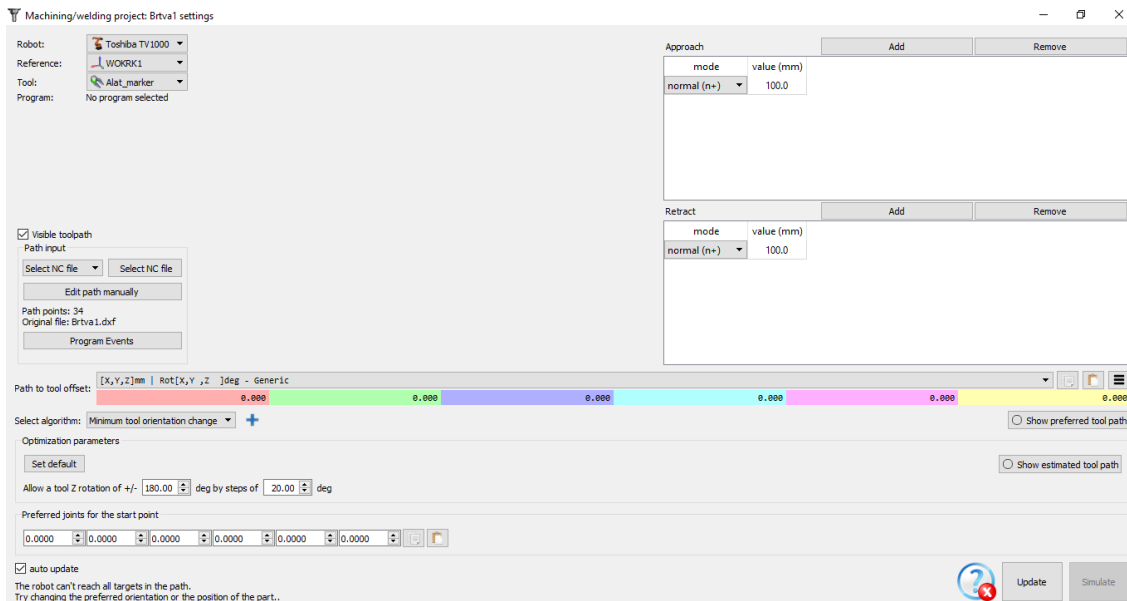 Machining/welding project: Brtva1 settings
Robot: Toshiba TV1000
Reference: WOKRK1
Tool: Alat_marker
Program: No program selected
Approach Add Remove
mode value (mm)
normal (n+) 100.0
Retract Add Remove
mode value (mm)
normal (n+) 100.0
Visible toolpath
Path input
Select NC file Select NC file
Edit path manually
Path points: 34
Original file: Brtva1.dxf
Program Events
Path to tool offset: [X,Y,Z]mm | Rot[X,Y ,Z ]deg - Generic
0.000 0.000 0.000 0.000 0.000 0.000
Select algorithm: Minimum tool orientation change Show preferred tool path
Optimization parameters
Set default Show estimated tool path
Allow a tool Z rotation of +/- 180.00 deg by steps of 20.00 deg
Preferred joints for the start point
0.0000 0.0000 0.0000 0.0000 0.0000 0.0000
auto update
The robot can't reach all targets in the path.
Try changing the preferred orientation or the position of the part..
Update Simulate